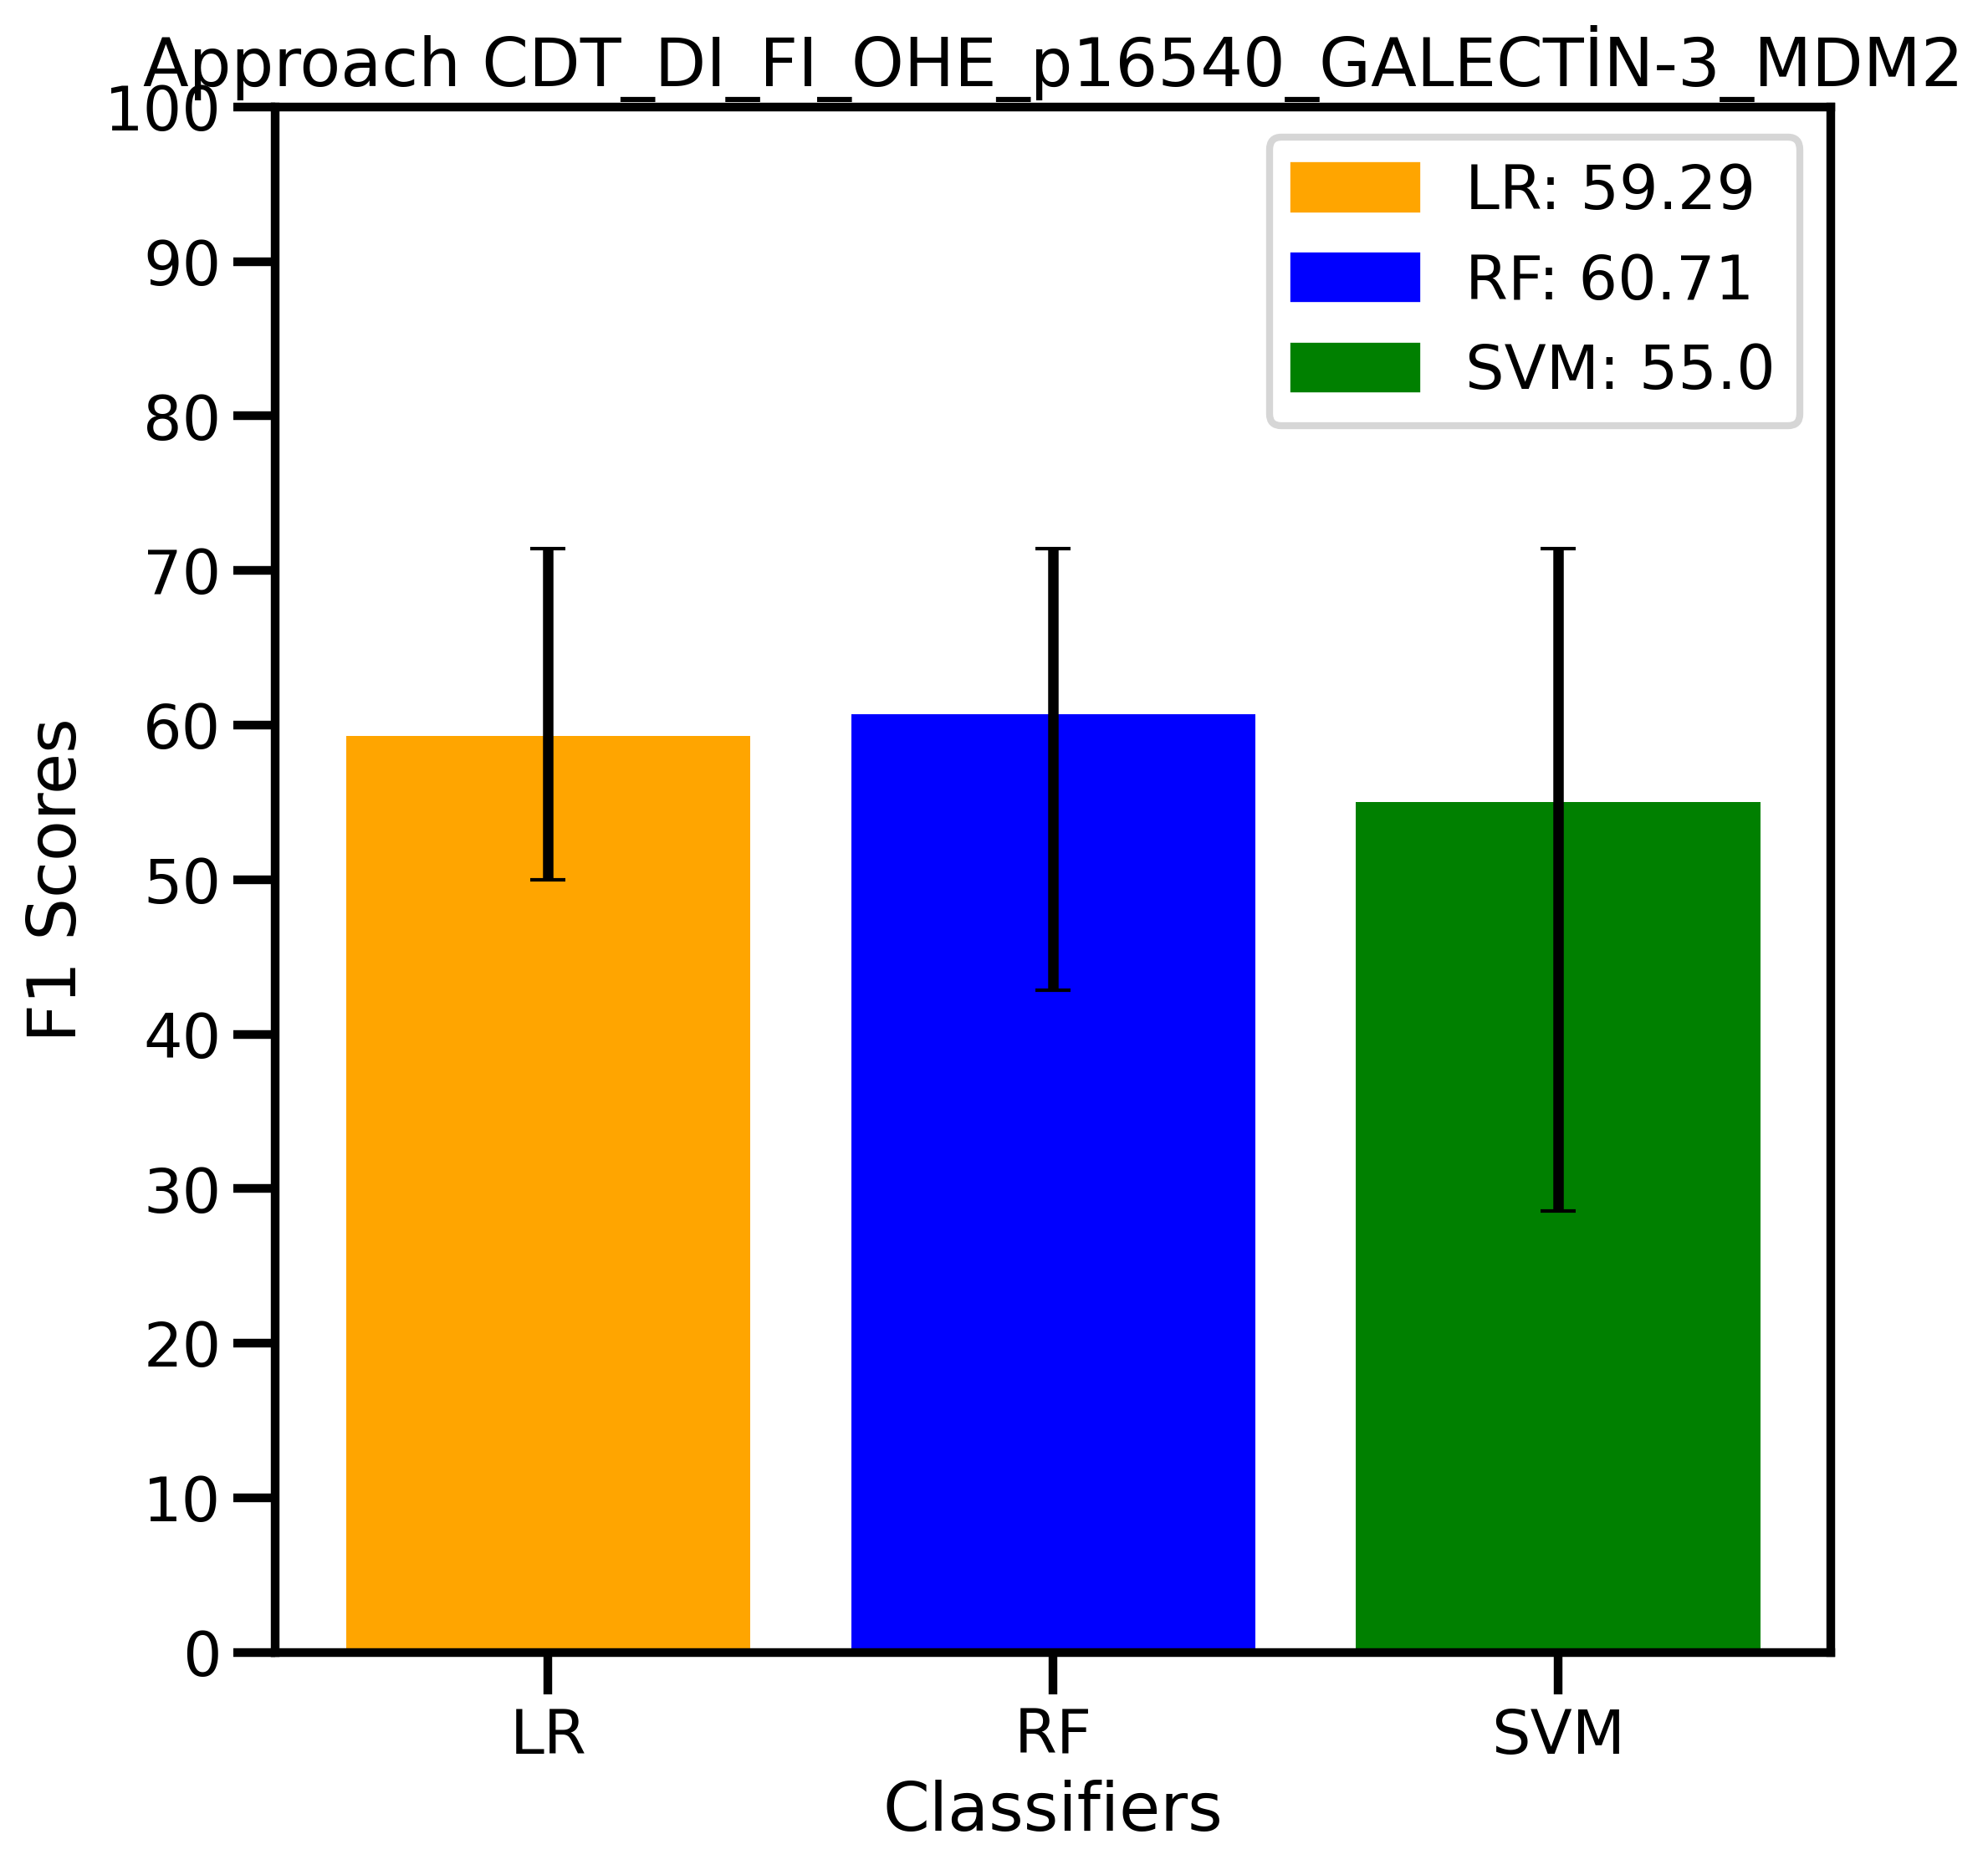 Approach CDT_DI_FI_OHE_p16540_GALECTİN-3_MDM2
100
90
80
70
60
50
40
30
20
10
0
F1 Scores
LR: 59.29
RF: 60.71
SVM: 55.0
LR
RF
SVM
Classifiers